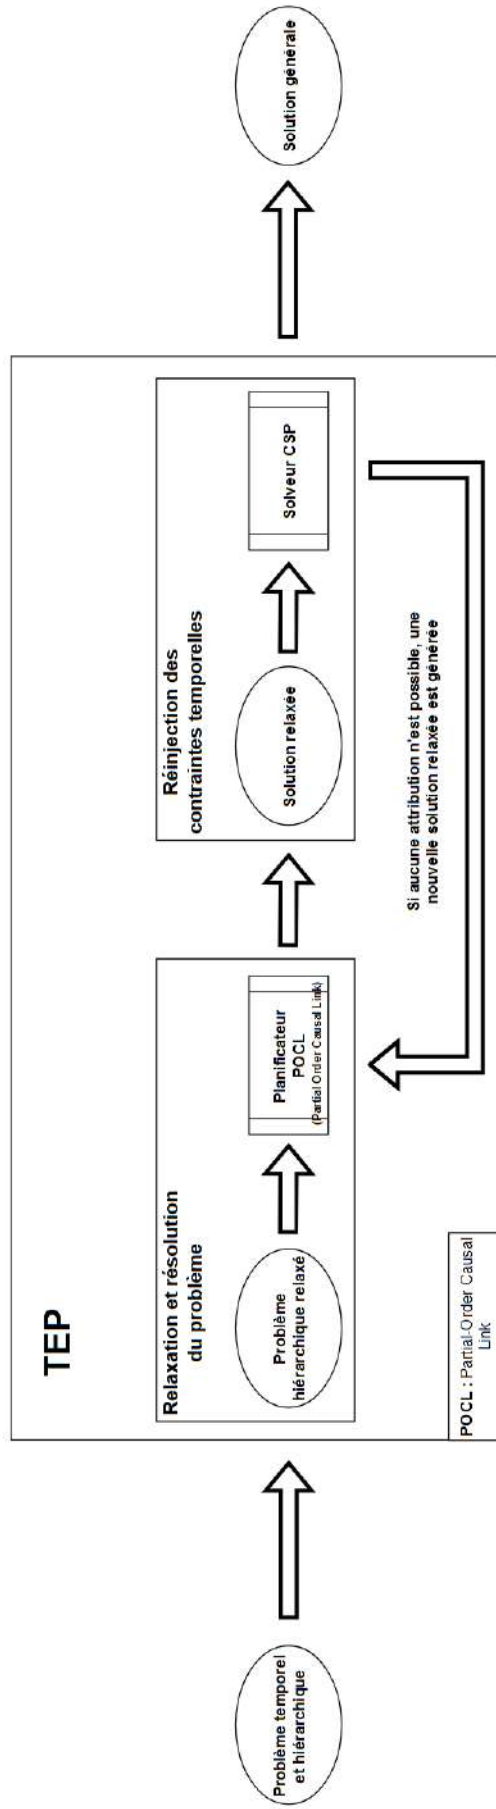 TEP
Problème temporel
et hiérarchique
Relaxation et résolution
du problème
Problème
hiérarchique relaxé
Planificateur
POCL
(Partial Order Causal Link)
Réinjection des
contraintes temporelles
Solution relaxée
Solveur CSP
Si aucune attribution n'est possible, une
nouvelle solution relaxée est générée
POCL : Partial-Order Causal
Link
Solution générale